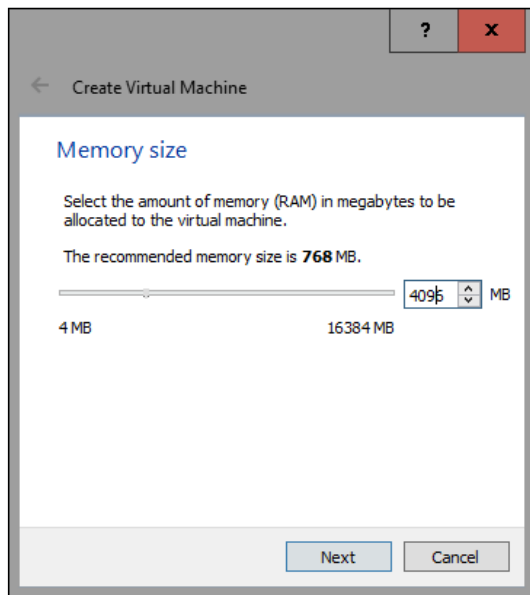 ? x
Create Virtual Machine
Memory size
Select the amount of memory (RAM) in megabytes to be
allocated to the virtual machine.
The recommended memory size is 768 MB.
4096 MB
4 MB 16384 MB
Next Cancel